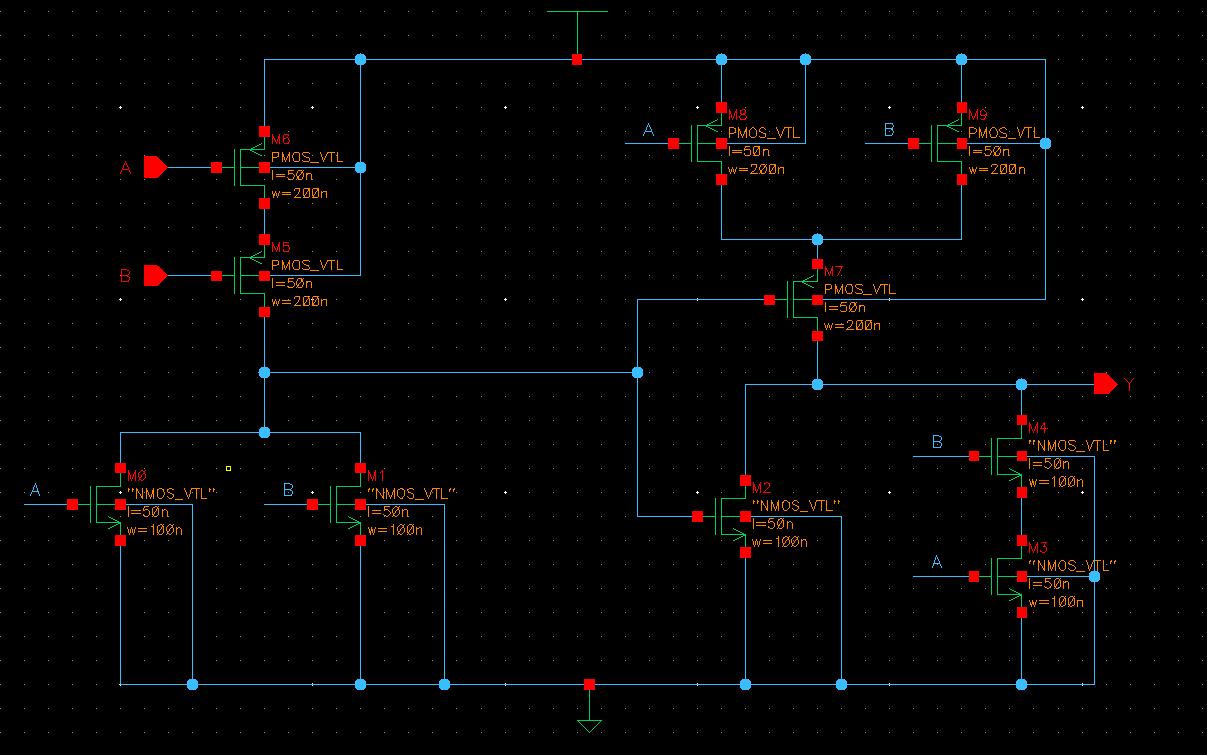 M6
PMOS_VTL
A
l=50n
w=200n
M5
PMOS_VTL
B
l=50n
w=200n
M8
A
PMOS_VTL
l=50n
w=200n
M9
B
PMOS_VTL
l=50n
w=200n
M7
PMOS_VTL
l=50n
w=200n
Y
M0
A
"NMOS_VTL"
l=50n
w=100n
M1
B
"NMOS_VTL"
l=50n
w=100n
M2
"NMOS_VTL"
l=50n
w=100n
M4
B
"NMOS_VTL"
l=50n
w=100n
M3
A
"NMOS_VTL"
l=50n
w=100n